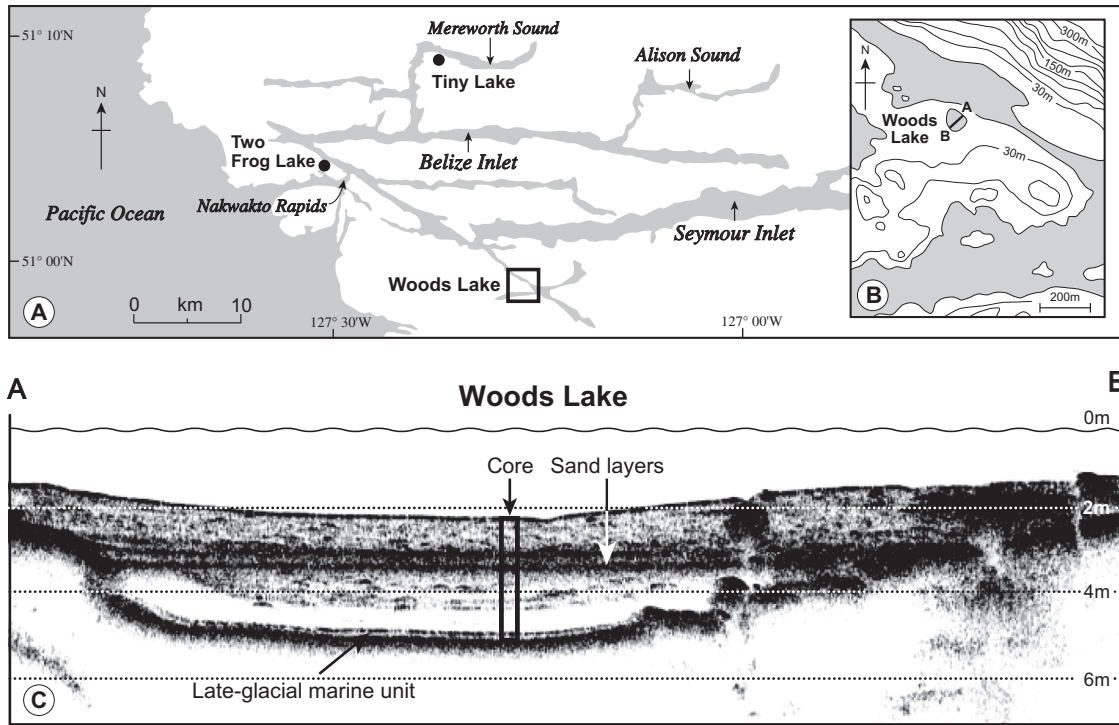 51° 10'N
Mereworth Sound
Alison Sound
N
Tiny Lake
Two
Frog Lake
Belize Inlet
Pacific Ocean
Nakwakto Rapids
Seymour Inlet
51° 00'N
Woods Lake
A
0 km 10
127° 30'W
127° 00'W
N
300m
150m
30m
A
Woods
Lake
B
30m
B
200m
A
Woods Lake
B
0m
Core
Sand layers
2m
4m
Late-glacial marine unit
C
6m